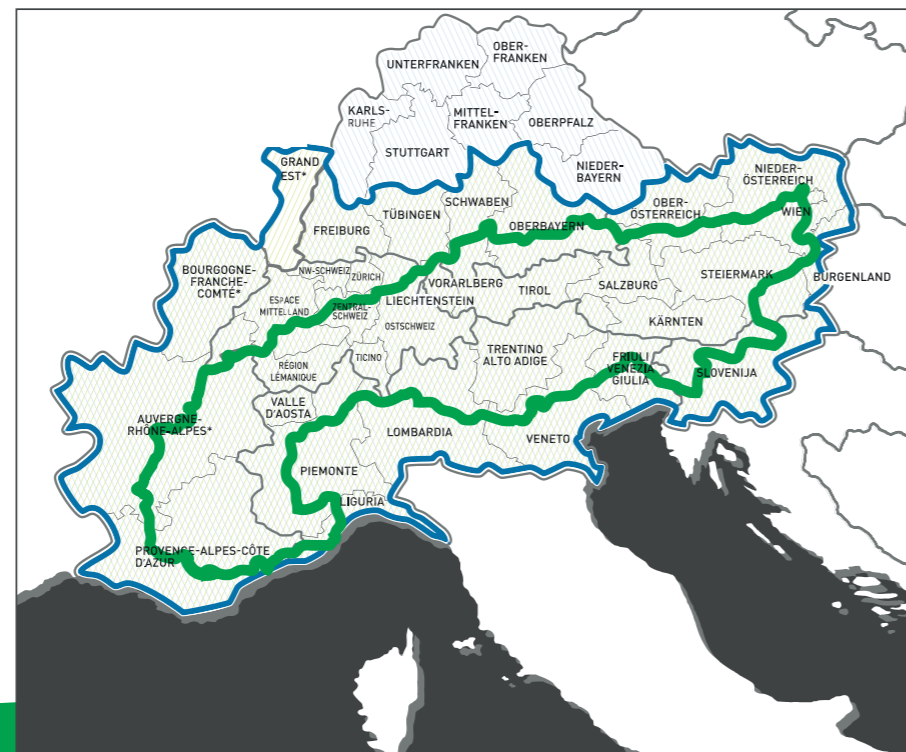 OBER-
FRANKEN
UNTERFRANKEN
KARLS-
RUHE
MITTEL-
FRANKEN
OBERPFALZ
STUTTGART
GRAND
EST*
NIEDER-
BAYERN
NIEDER-
ÖSTERREICH
SCHWABEN
TÜBINGEN
OBER-
ÖSTERREICH
WIEN
FREIBURG
OBERBAYERN
BOURGOGNE-
FRANCHE-
COMTÉ*
NW-SCHWEIZ
ZÜRICH
VORARLBERG
TIROL
SALZBURG
STEIERMARK
BURGENLAND
ESPACE
MITTELLAND
ZENTRAL-
SCHWEIZ
LIECHTENSTEIN
OSTSCHWEIZ
KÄRNTEN
RÉGION
LÉMANIQUE
TICINO
TRENTINO
ALTO ADIGE
FRIULI
VENEZIA
GIULIA
SLOVENIJA
VALLE
D'AOSTA
AUVERGNE-
RHÔNE-ALPES*
LOMBARDIA
VENETO
PIEMONTE
LIGURIA
PROVENCE-ALPES-CÔTE
D'AZUR